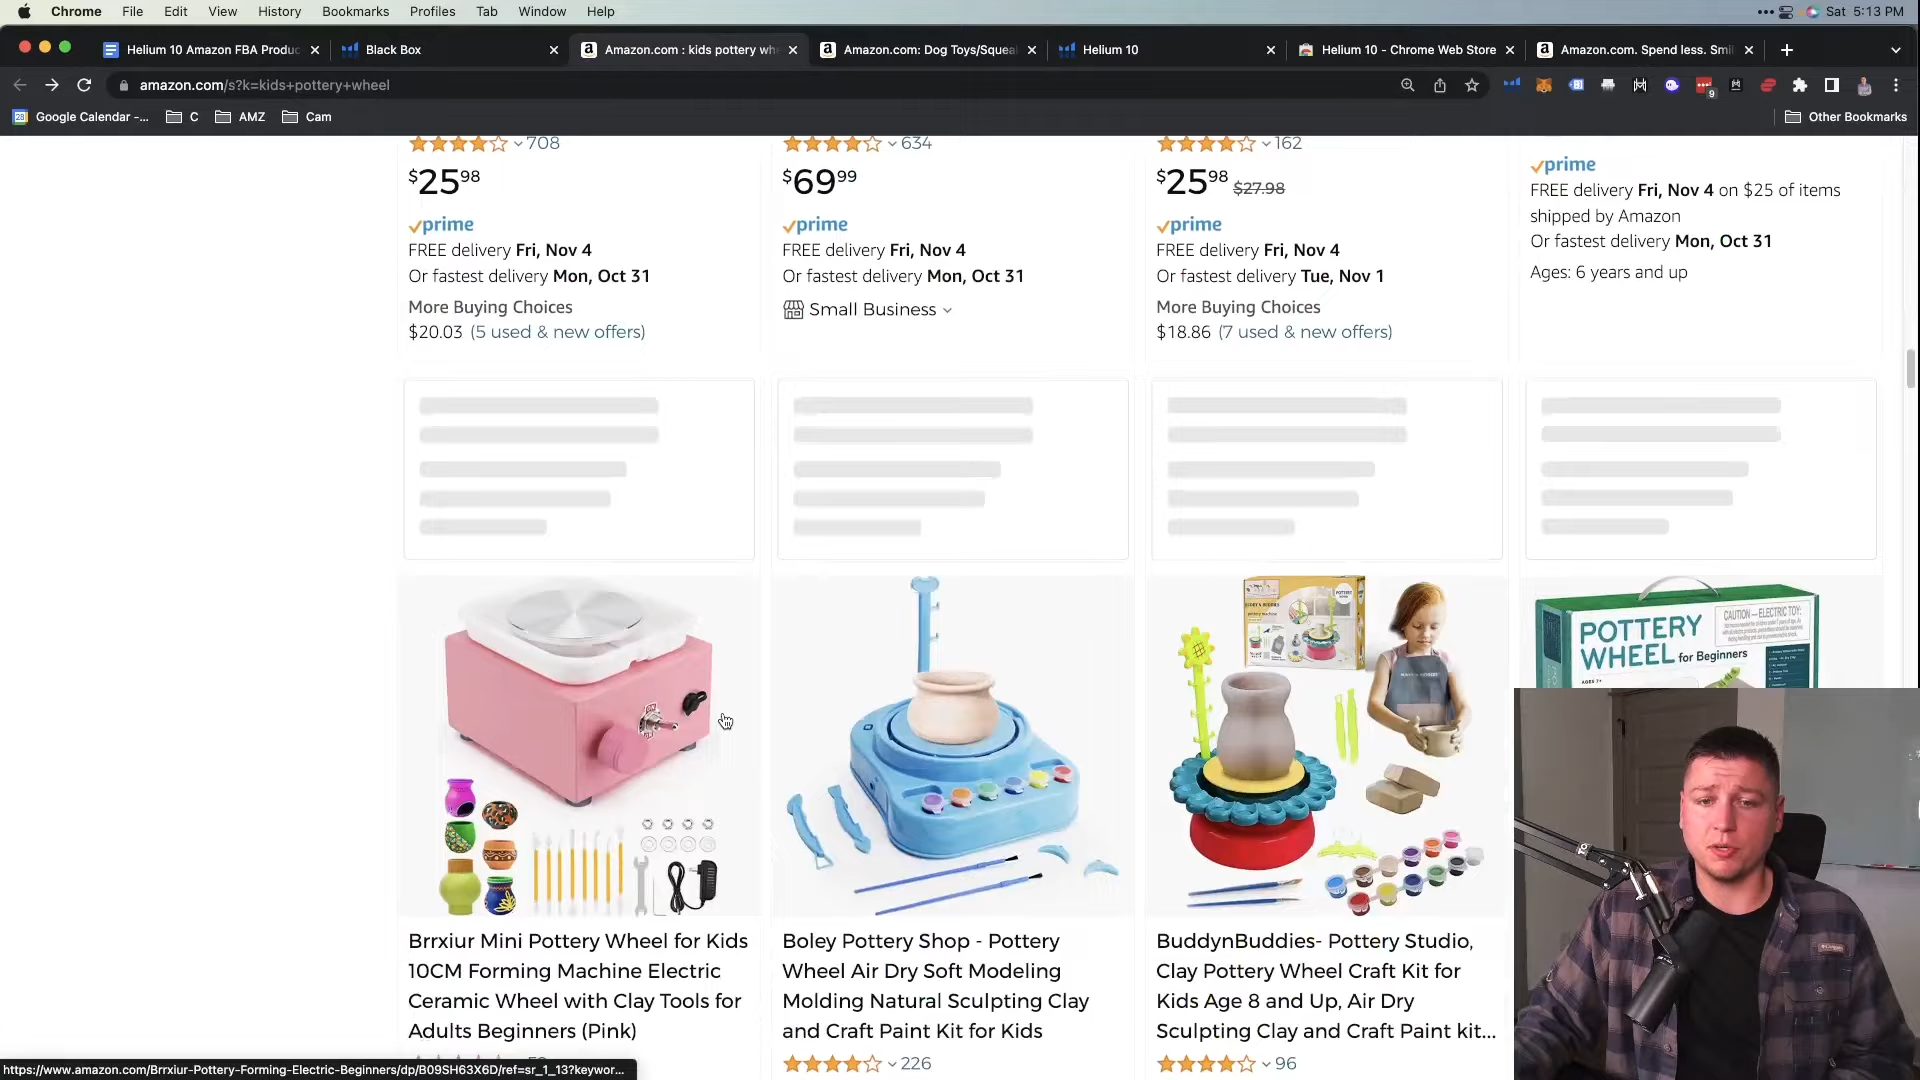 Chrome File Edit View History Bookmarks Profiles Tab Window Help Sat 5:13 PM
Helium 10 Amazon FBA Produc Black Box Amazon.com : kids pottery wh Amazon.com: Dog Toys/Squeal Helium 10 Helium 10 - Chrome Web Store Amazon.com. Spend less. Smi
amazon.com/s?k=kids+pottery+wheel 9
Google Calendar -... C AMZ Cam Other Bookmarks
708 634 162
$25 98 $69 99 $25 98 $27.98
prime
FREE delivery Fri, Nov 4 on $25 of items
shipped by Amazon
Or fastest delivery Mon, Oct 31
Ages: 6 years and up
prime prime prime
FREE delivery Fri, Nov 4 FREE delivery Fri, Nov 4 FREE delivery Fri, Nov 4
Or fastest delivery Mon, Oct 31 Or fastest delivery Mon, Oct 31 Or fastest delivery Tue, Nov 1
More Buying Choices Small Business More Buying Choices
$20.03 (5 used & new offers) $18.86 (7 used & new offers)
CAUTION — ELECTRIC TOY:
POTTERY
WHEEL for Beginners
AGES 7+
Brrxiur Mini Pottery Wheel for Kids
10CM Forming Machine Electric
Ceramic Wheel with Clay Tools for
Adults Beginners (Pink)
Boley Pottery Shop - Pottery
Wheel Air Dry Soft Modeling
Molding Natural Sculpting Clay
and Craft Paint Kit for Kids
226
BuddynBuddies- Pottery Studio,
Clay Pottery Wheel Craft Kit for
Kids Age 8 and Up, Air Dry
Sculpting Clay and Craft Paint kit...
96
https://www.amazon.com/Brrxiur-Pottery-Forming-Electric-Beginners/dp/B09SH63X6D/ref=sr_1_13?keywor...